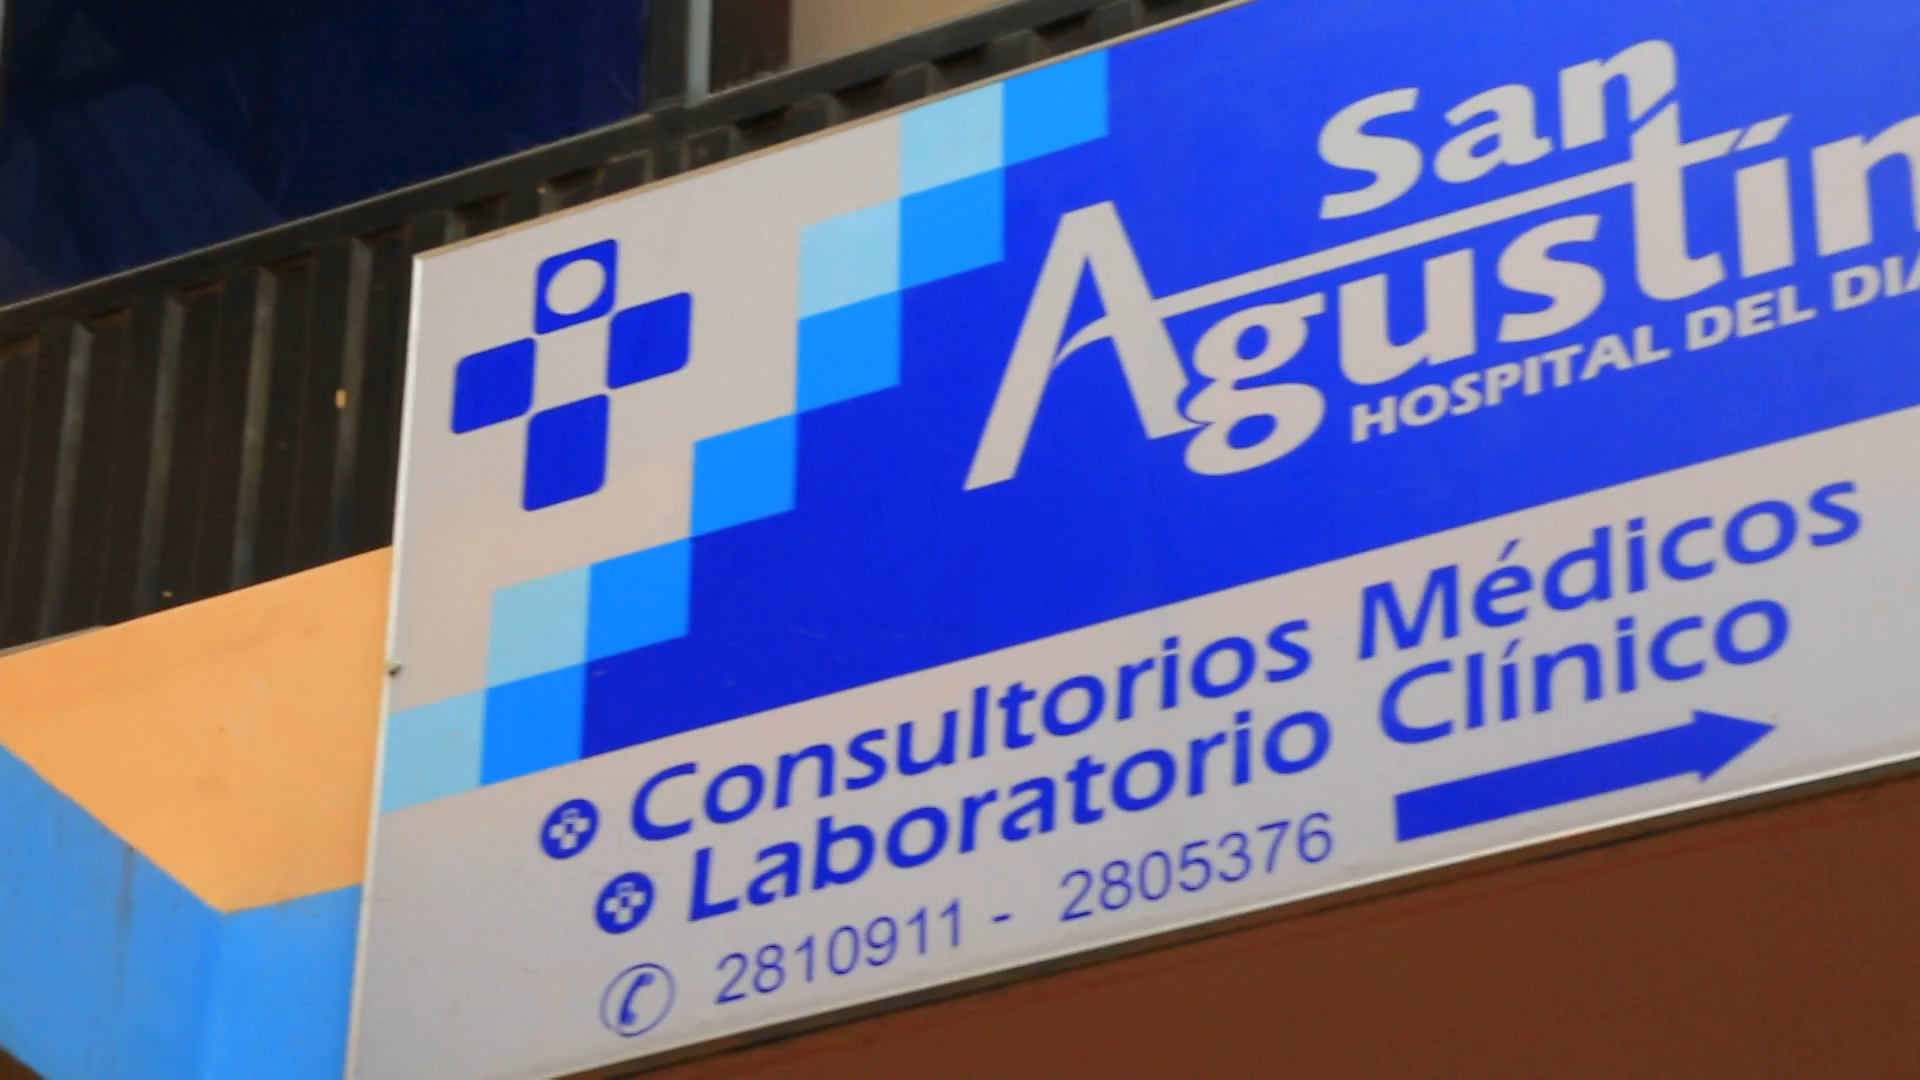 San
Agustín
HOSPITAL DEL DIA
Consultorios Médicos
Laboratorio Clínico
2810911 - 2805376